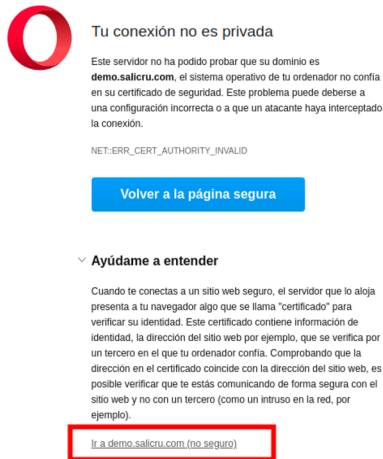 Tu conexión no es privada
Este servidor no ha podido probar que su dominio es
demo.salicru.com, el sistema operativo de tu ordenador no confía
en su certificado de seguridad. Este problema puede deberse a
una configuración incorrecta o a que un atacante haya interceptado
la conexión.
NET::ERR_CERT_AUTHORITY_INVALID
Volver a la página segura
Ayúdame a entender
Cuando te conectas a un sitio web seguro, el servidor que lo aloja
presenta a tu navegador algo que se llama "certificado" para
verificar su identidad. Este certificado contiene información de
identidad, la dirección del sitio web por ejemplo, que se verifica por
un tercero en el que tu ordenador confía. Comprobando que la
dirección en el certificado coincide con la dirección del sitio web, es
posible verificar que te estás comunicando de forma segura con el
sitio web y no con un tercero (como un intruso en la red, por
ejemplo).
Ir a demo.salicru.com (no seguro)